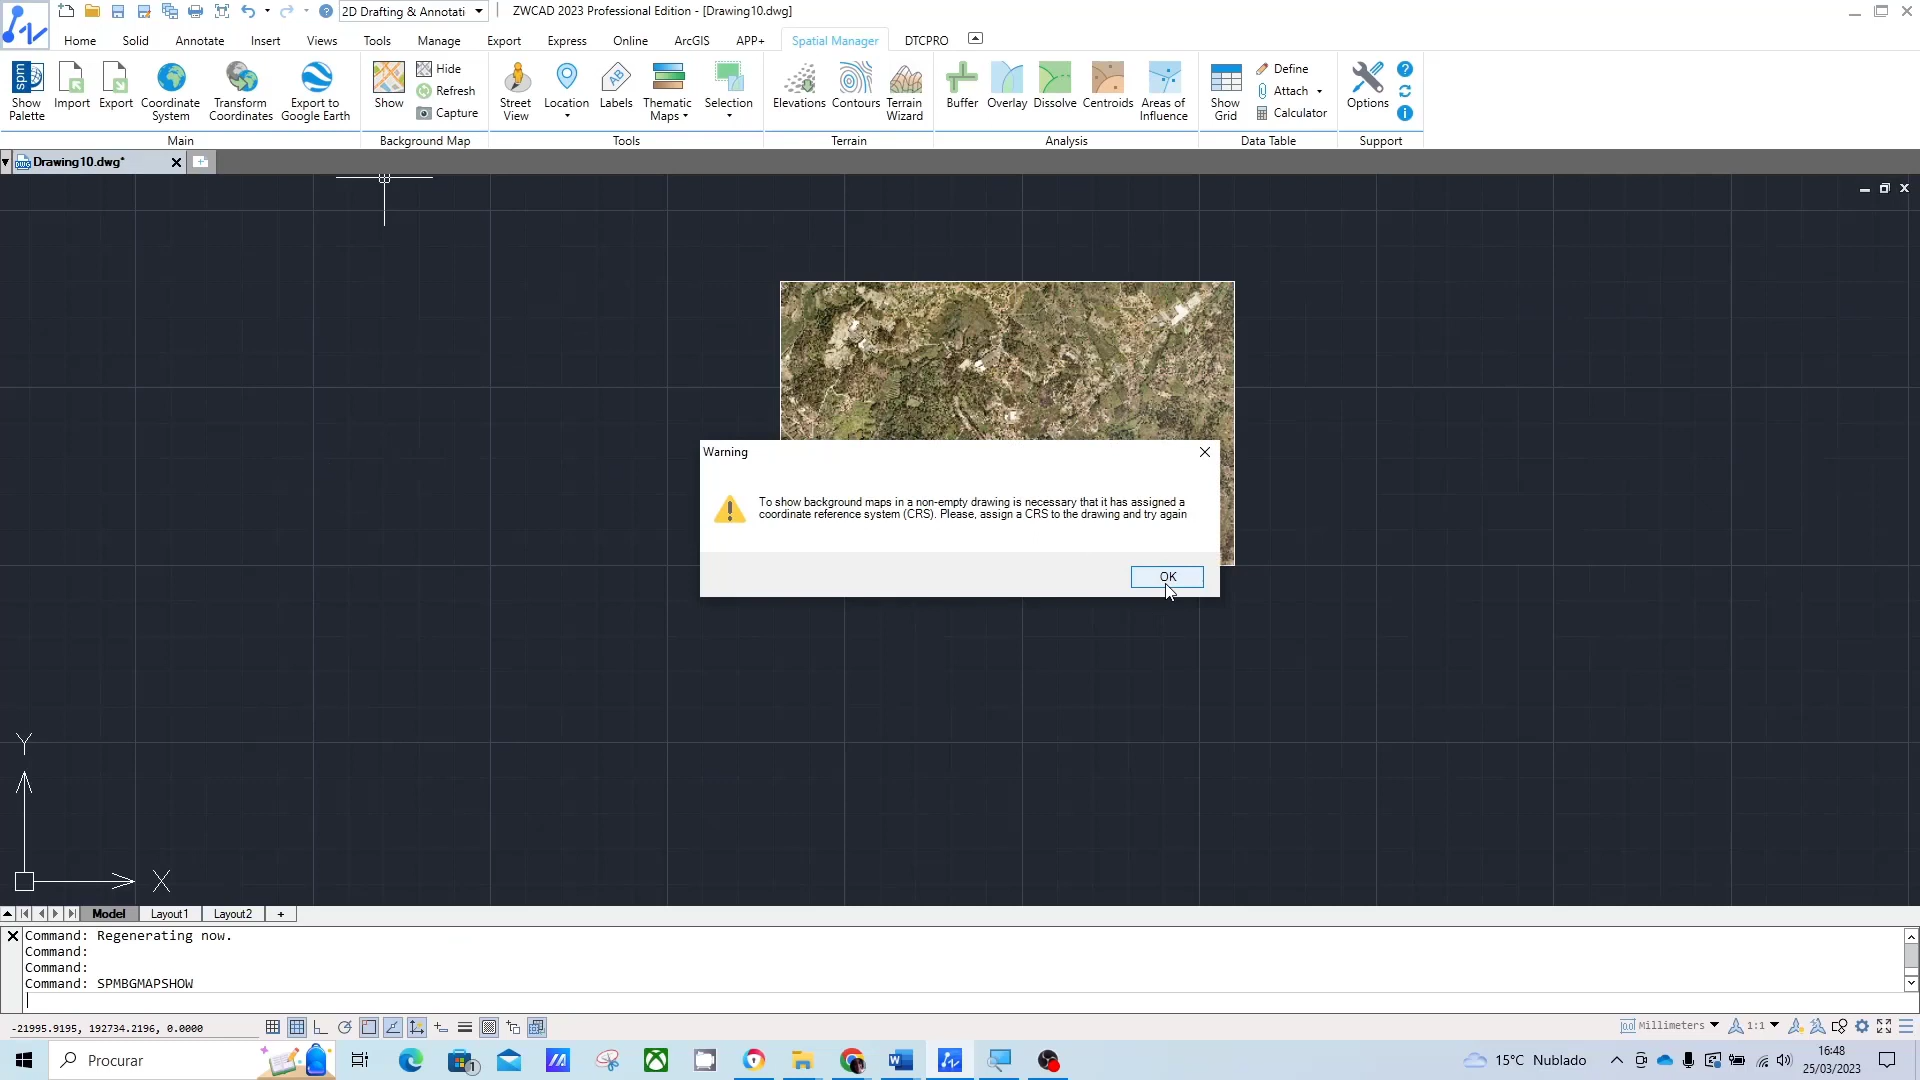 2D Drafting & Annotati
ZWCAD 2023 Professional Edition - [Drawing10.dwg]
Home Solid Annotate Insert Views Tools Manage Export Express Online ArcGIS APP+ Spatial Manager DTCPRO
spm
Show Palette
Import
Export
Coordinate System
Transform Coordinates
Export to Google Earth
Show
Hide
Refresh
Capture
Street View
Location
Labels
Thematic Maps
Selection
Elevations
Contours
Terrain Wizard
Buffer
Overlay
Dissolve
Centroids
Areas of Influence
Show Grid
Define
Attach
Calculator
Options
Main
Background Map
Tools
Terrain
Analysis
Data Table
Support
Drawing10.dwg*
Warning
To show background maps in a non-empty drawing is necessary that it has assigned a
coordinate reference system (CRS). Please, assign a CRS to the drawing and try again
OK
Y
X
Model Layout1 Layout2 +
Command: Regenerating now.
Command:
Command:
Command: SPMBGMAPSHOW
-21995.9195, 192734.2196, 0.0000
Millimeters
1:1
Procurar
15°C Nublado
16:48
25/03/2023